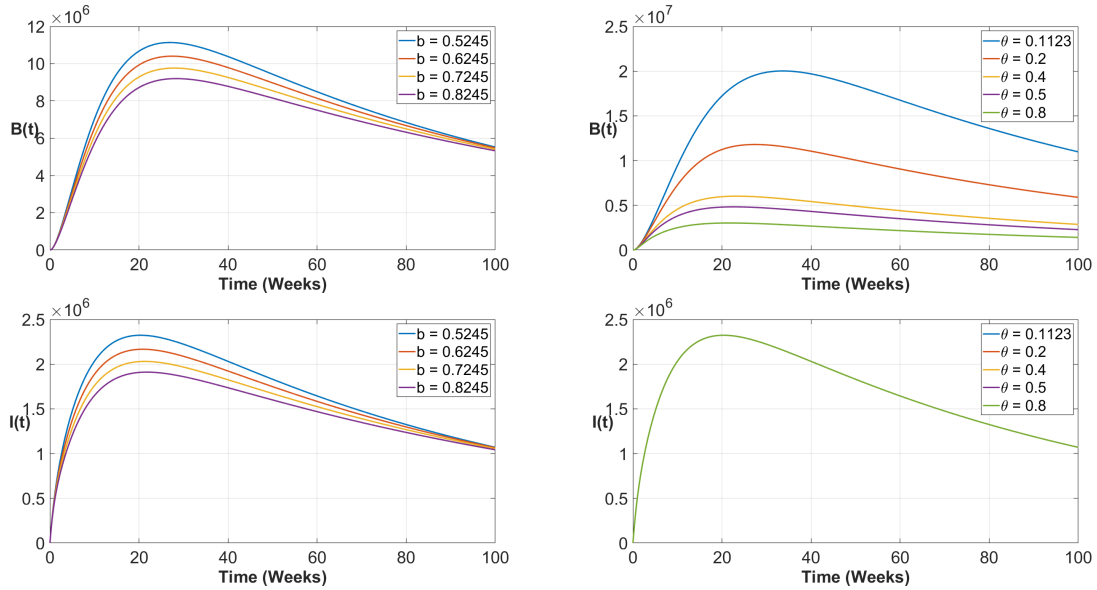 ×10^6
12
10
8
6
4
2
0
B(t)
0 20 40 60 80 100
Time (Weeks)
b = 0.5245
b = 0.6245
b = 0.7245
b = 0.8245
×10^7
2.5
2
1.5
1
0.5
0
B(t)
0 20 40 60 80 100
Time (Weeks)
θ = 0.1123
θ = 0.2
θ = 0.4
θ = 0.5
θ = 0.8
×10^6
2.5
2
1.5
1
0.5
0
I(t)
0 20 40 60 80 100
Time (Weeks)
b = 0.5245
b = 0.6245
b = 0.7245
b = 0.8245
×10^6
2.5
2
1.5
1
0.5
0
I(t)
0 20 40 60 80 100
Time (Weeks)
θ = 0.1123
θ = 0.2
θ = 0.4
θ = 0.5
θ = 0.8